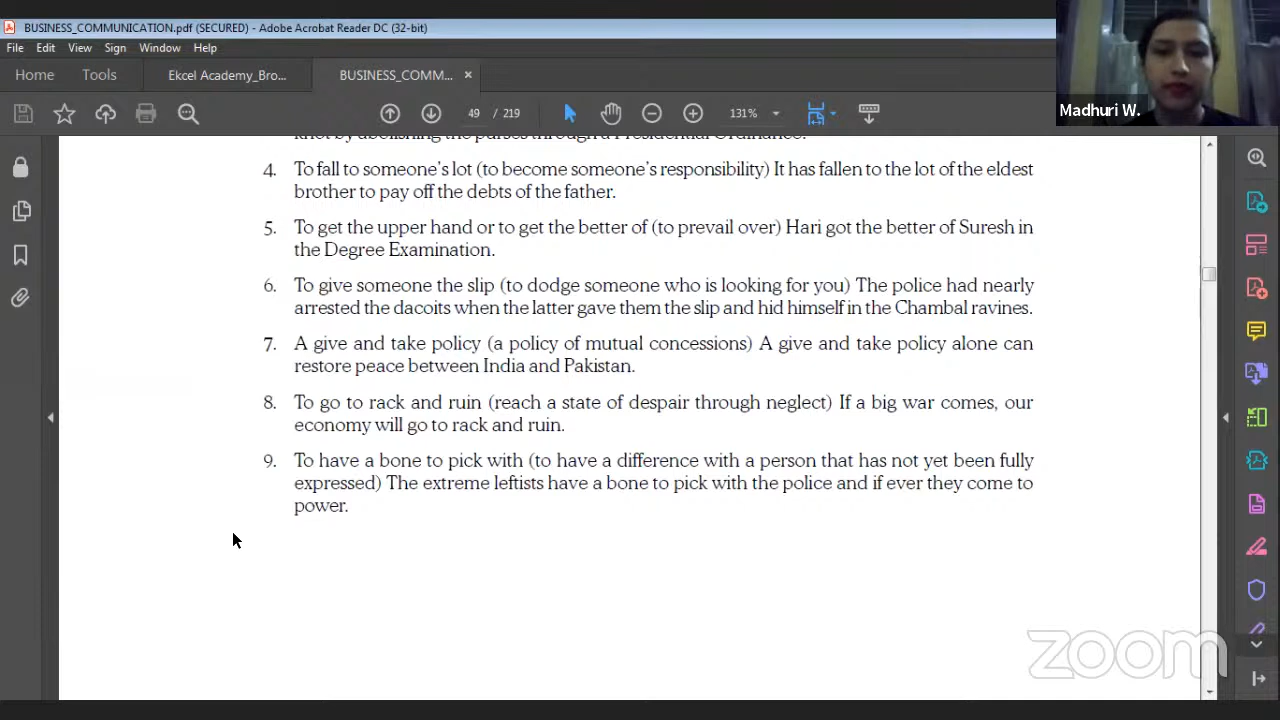 BUSINESS_COMMUNICATION.pdf (SECURED) - Adobe Acrobat Reader DC (32-bit)
File Edit View Sign Window Help
Home Tools Ekcel Academy_Bro... BUSINESS_COMM... ×
49 / 219 131%
Madhuri W.
knot by abolishing the purses through a Presidential Ordinance.
4. To fall to someone's lot (to become someone's responsibility) It has fallen to the lot of the eldest
brother to pay off the debts of the father.
5. To get the upper hand or to get the better of (to prevail over) Hari got the better of Suresh in
the Degree Examination.
6. To give someone the slip (to dodge someone who is looking for you) The police had nearly
arrested the dacoits when the latter gave them the slip and hid himself in the Chambal ravines.
7. A give and take policy (a policy of mutual concessions) A give and take policy alone can
restore peace between India and Pakistan.
8. To go to rack and ruin (reach a state of despair through neglect) If a big war comes, our
economy will go to rack and ruin.
9. To have a bone to pick with (to have a difference with a person that has not yet been fully
expressed) The extreme leftists have a bone to pick with the police and if ever they come to
power.
zoom